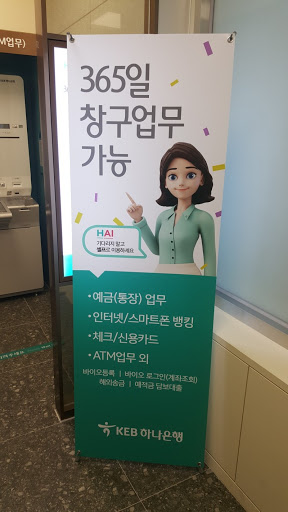 M업무)
365일
창구업무
가능
HAI
기다리지 말고
셀프로 이용하세요
• 예금(통장) 업무
• 인터넷/스마트폰 뱅킹
• 체크/신용카드
• ATM업무 외
바이오등록 | 바이오 로그인(계좌조회)
해외송금 | 예적금 담보대출
KEB 하나은행